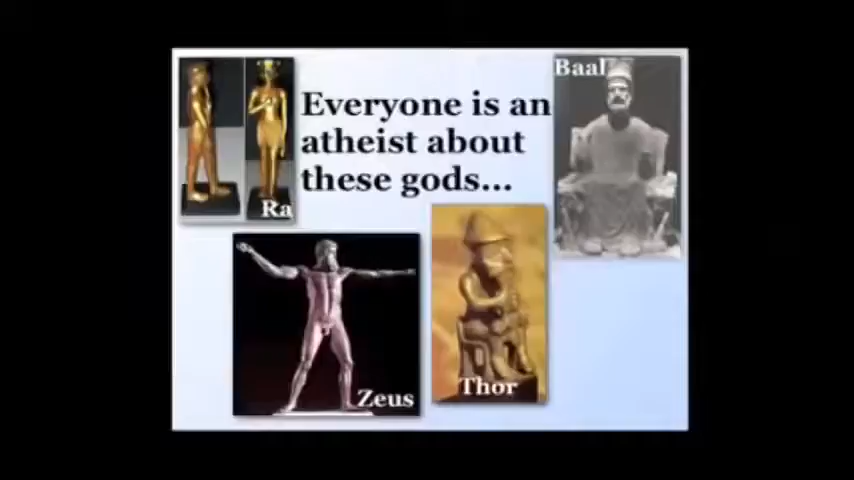 Everyone is an
atheist about
these gods...
Ra
Baal
Zeus
Thor